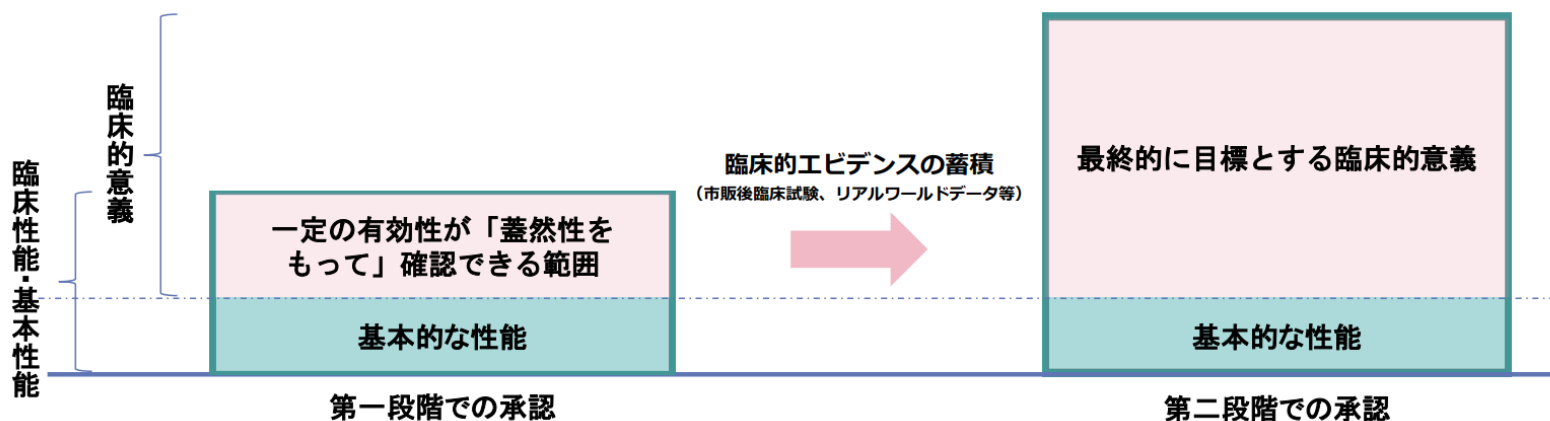 臨床性能・基本性能
臨床的意義
一定の有効性が「蓋然性を
もって」確認できる範囲
基本的な性能
第一段階での承認
臨床的エビデンスの蓄積
（市販後臨床試験、リアルワールドデータ等）
最終的に目標とする臨床的意義
基本的な性能
第二段階での承認